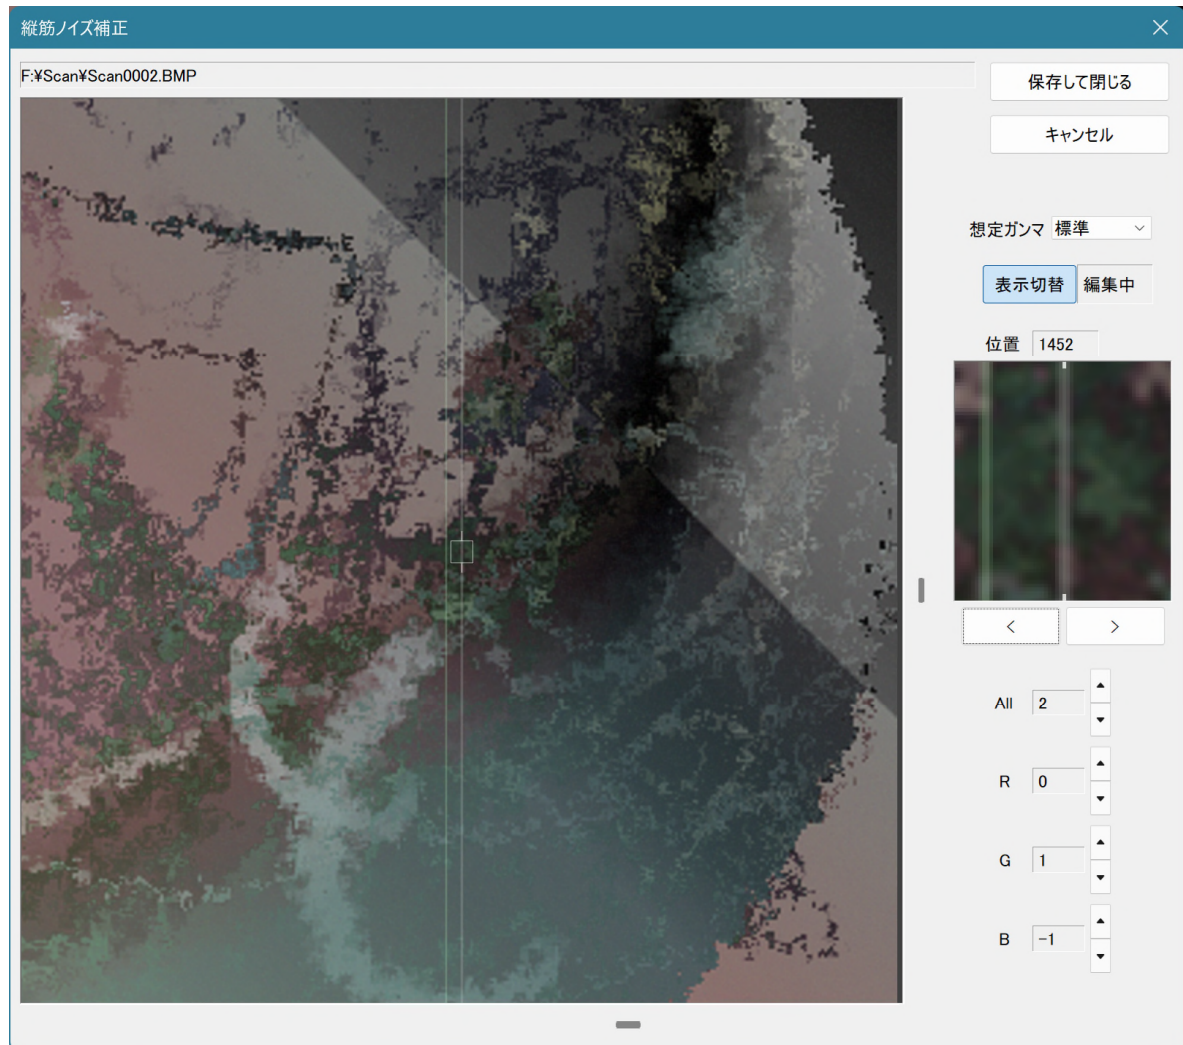 縦筋ノイズ補正
F:¥Scan¥Scan0002.BMP
保存して閉じる
キャンセル
想定ガンマ 標準
表示切替 編集中
位置 1452
< >
All 2
R 0
G 1
B -1